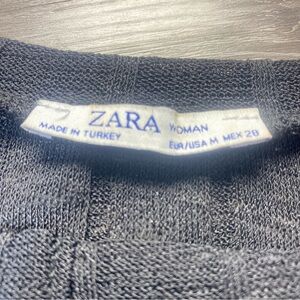 ZARA WOMAN
MADE IN TURKEY
EUR/USA M MEX 28